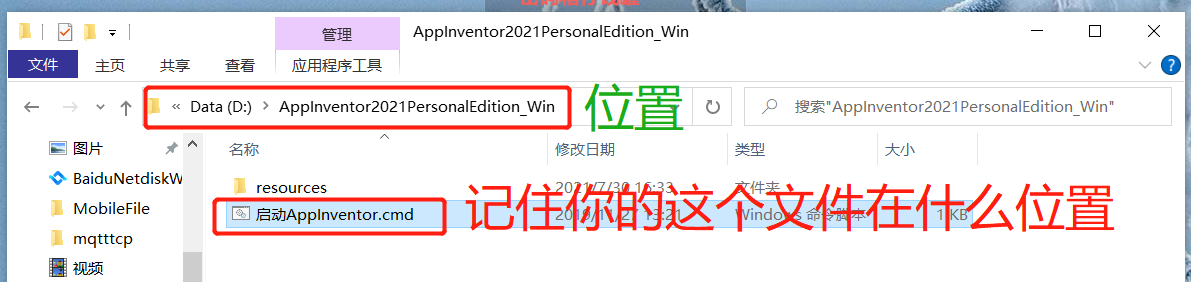 管理
AppInventor2021PersonalEdition_Win
文件
主页
共享
查看
应用程序工具
« Data (D:) > AppInventor2021PersonalEdition_Win
位置
搜索"AppInventor2021PersonalEdition_Win"
图片
名称
修改日期
类型
大小
BaiduNetdiskW
resources
2021/7/30 15:33
文件夹
MobileFile
启动AppInventor.cmd
2019/11/27 13:21
Windows 命令脚本
1 KB
记住你的这个文件在什么位置
mqtttcp
视频